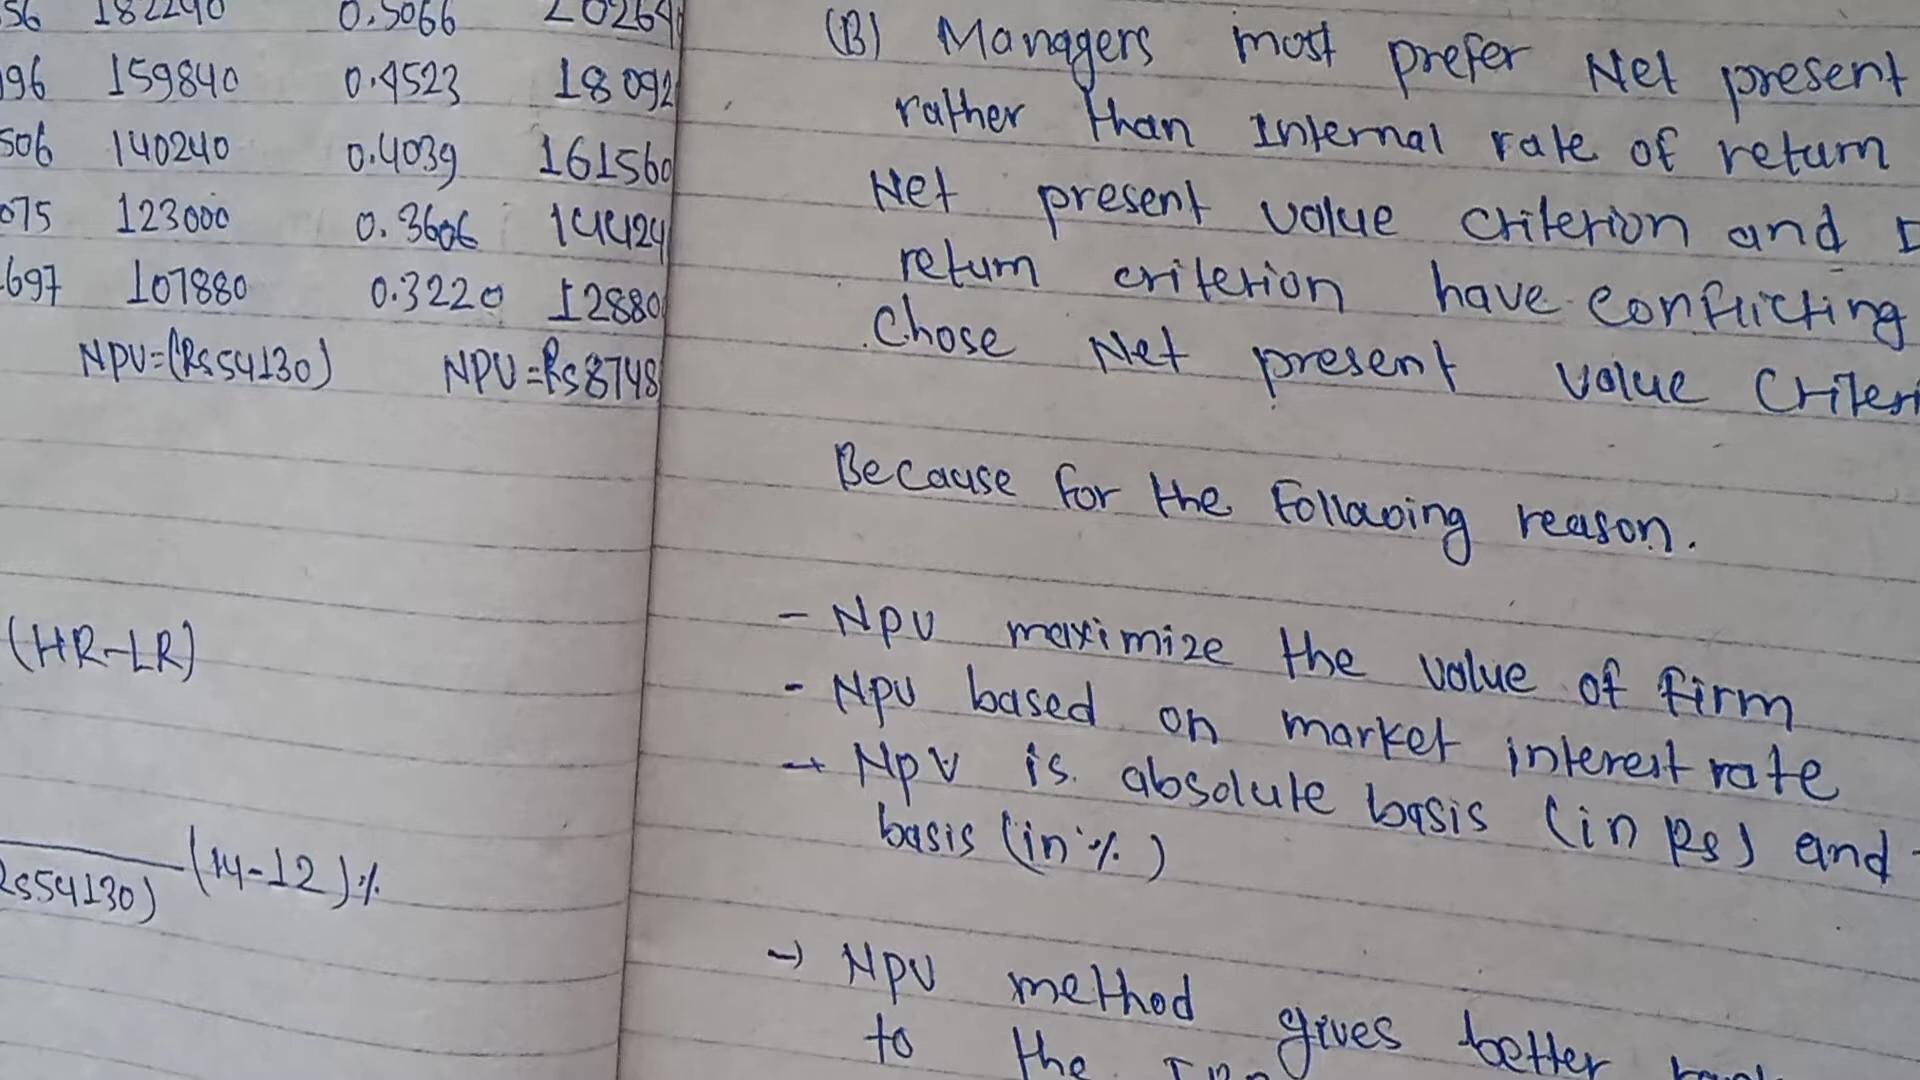 56 182240 0.5066 20264
96 159840 0.4523 18092
506 140240 0.4039 161560
075 123000 0.3606 144124
697 107880 0.3220 12880
NPV=(Rs54130) NPV=Rs8748
(HR-LR)
Rs54130) (14-12)%
(B) Managers most prefer Net present
rather than Internal rate of return
Net present value criterion and I
return criterion have conflicting
Chose Net present value Criteri
Because for the Following reason.
- NPV maximize the value of firm
- NPV based on market interest rate
→ NPV is absolute basis (in Rs) and
basis (in %)
→ NPV method gives better
to the